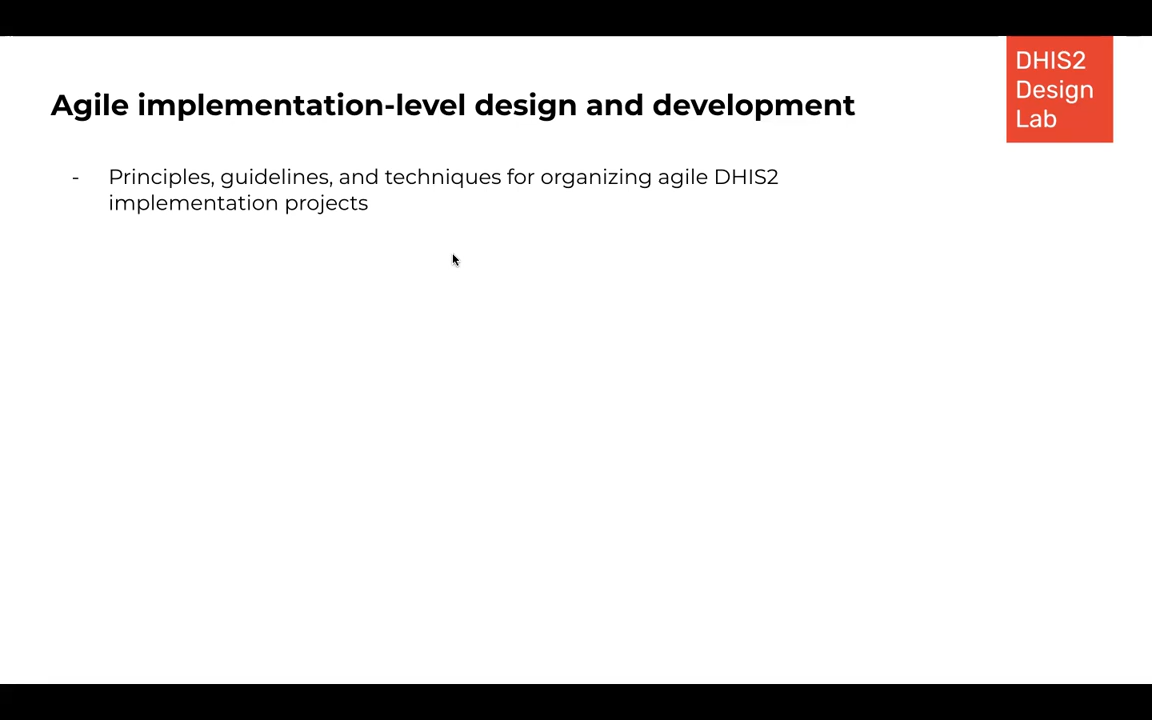 DHIS2
Design
Lab
Agile implementation-level design and development
- Principles, guidelines, and techniques for organizing agile DHIS2
implementation projects